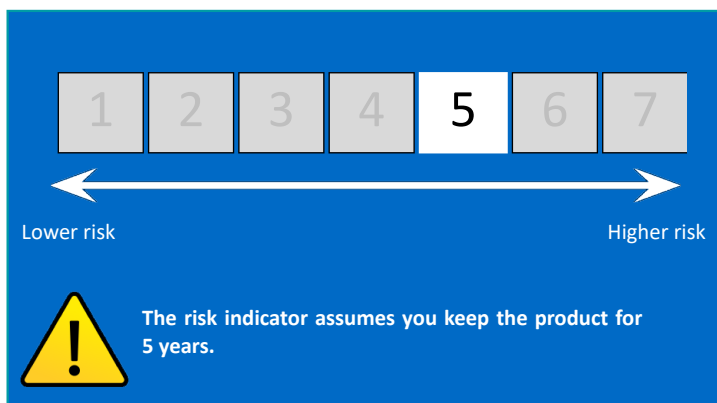 1 2 3 4 5 6 7
Lower risk Higher risk
The risk indicator assumes you keep the product for
5 years.